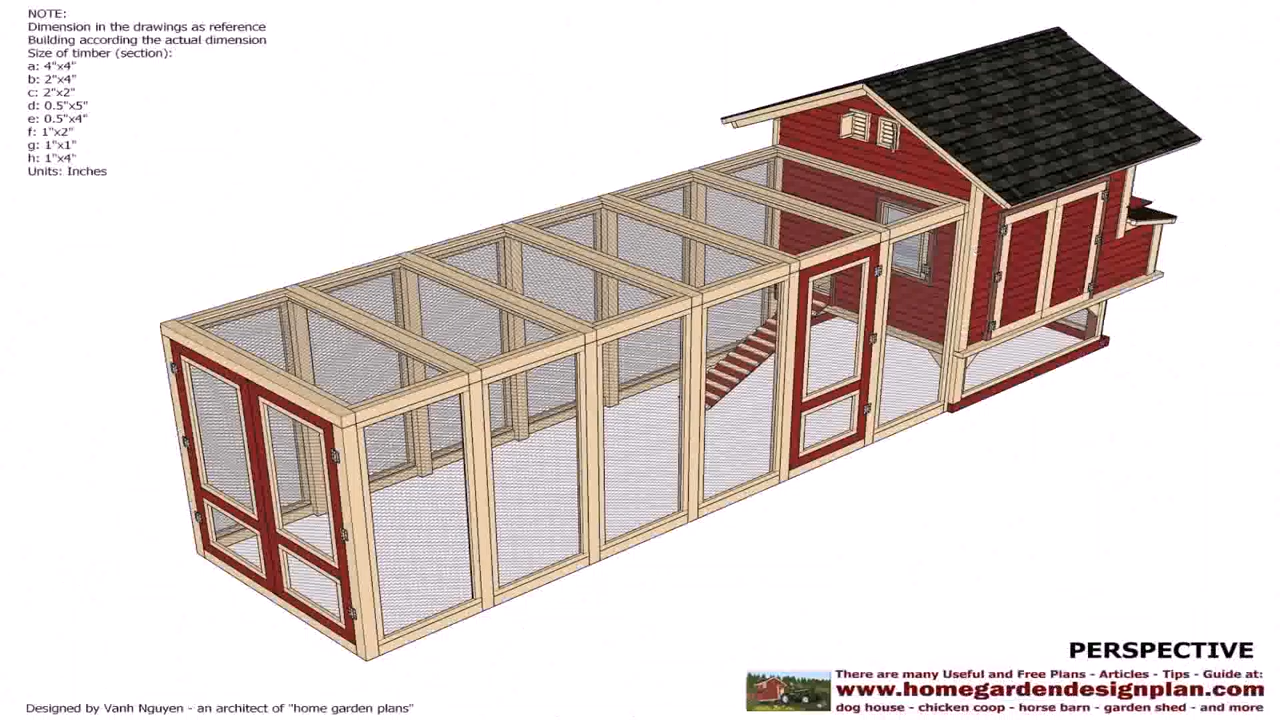 NOTE:
Dimension in the drawings as reference
Building according the actual dimension
Size of timber (section):
a: 4"x4"
b: 2"x4"
c: 2"x2"
d: 0.5"x5"
e: 0.5"x4"
f: 1"x2"
g: 1"x1"
h: 1"x4"
Units: Inches
PERSPECTIVE
There are many Useful and Free Plans - Articles - Tips - Guide at:
www.homegardendesignplan.com
dog house - chicken coop - horse barn - garden shed - and more
Designed by Vanh Nguyen - an architect of "home garden plans"